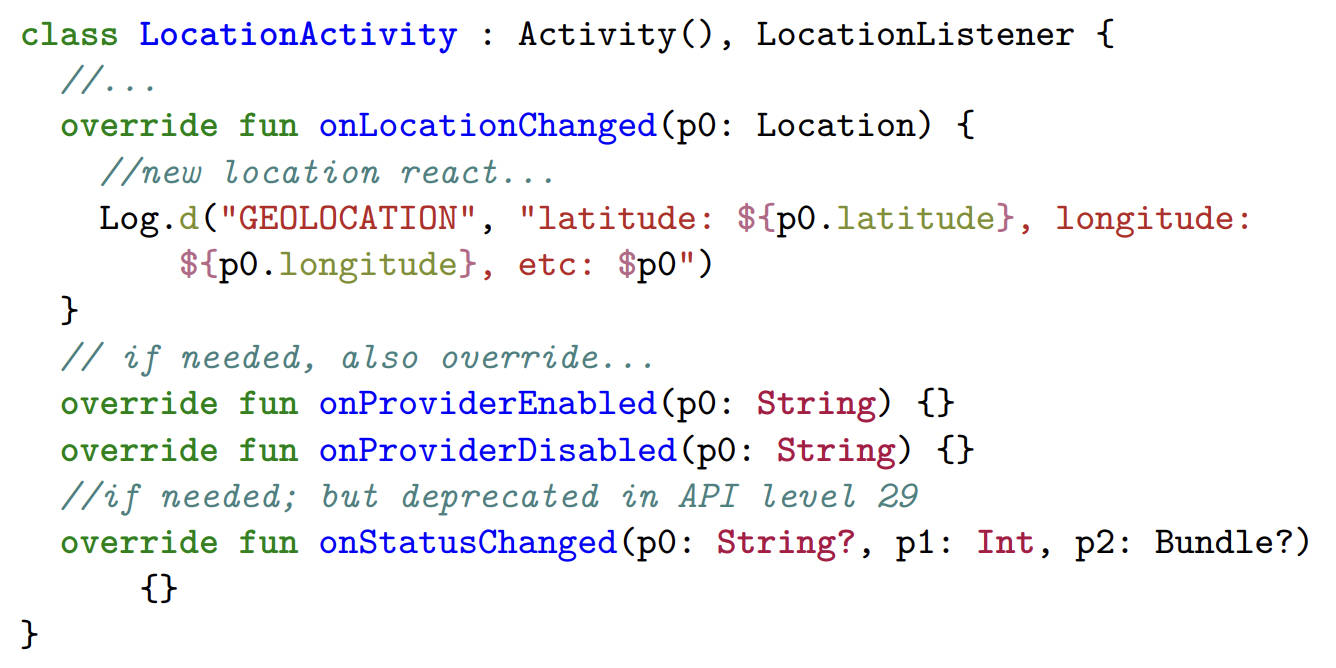 class LocationActivity : Activity(), LocationListener {
  //...
  override fun onLocationChanged(p0: Location) {
    //new location react...
    Log.d("GEOLOCATION", "latitude: ${p0.latitude}, longitude:
        ${p0.longitude}, etc: $p0")
  }
  // if needed, also override...
  override fun onProviderEnabled(p0: String) {}
  override fun onProviderDisabled(p0: String) {}
  //if needed; but deprecated in API level 29
  override fun onStatusChanged(p0: String?, p1: Int, p2: Bundle?)
      {}
}